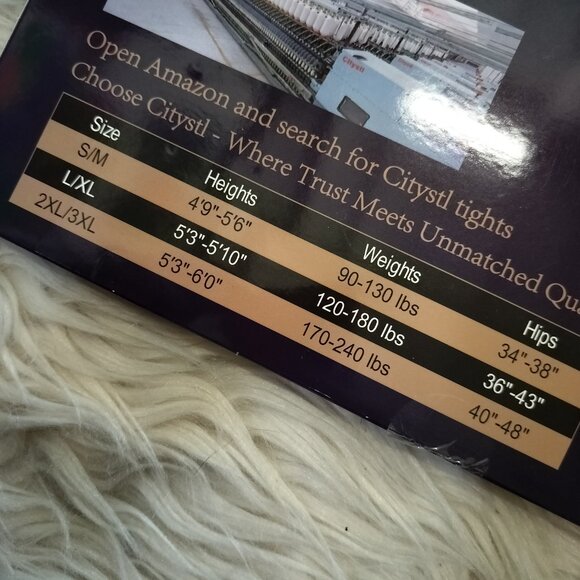 Citystl
Open Amazon and search for Citystl tights
Choose Citystl - Where Trust Meets Unmatched
Size Heights Weights Hips
S/M 4'9"-5'6" 90-130 lbs 34"-38"
L/XL 5'3"-5'10" 120-180 lbs 36"-43"
2XL/3XL 5'3"-6'0" 170-240 lbs 40"-48"